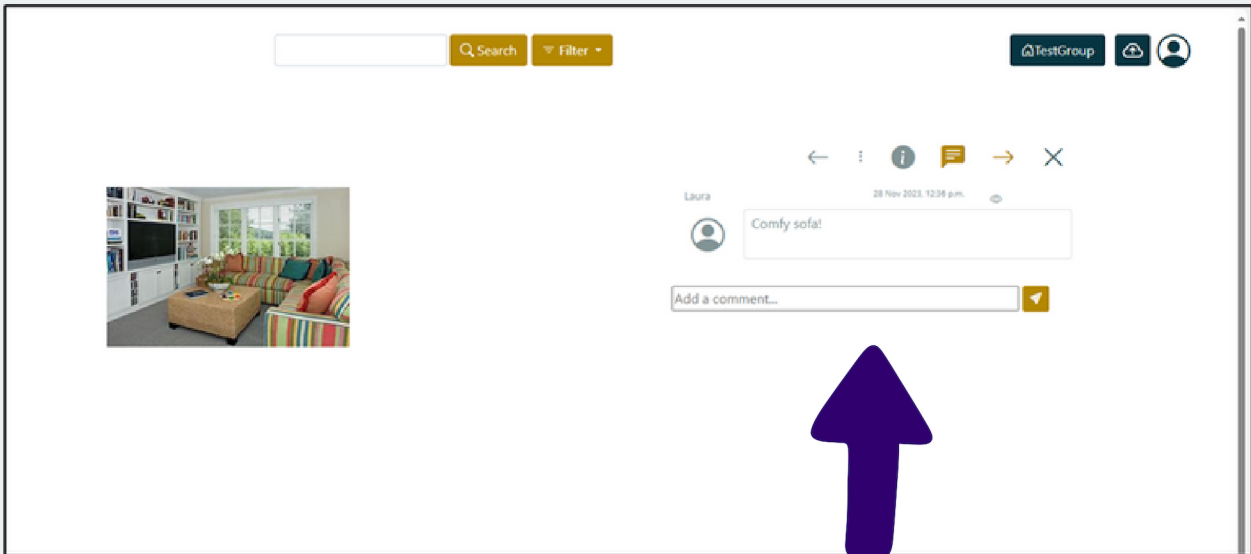 Search
Filter
TestGroup
Laura
28 Nov 2023, 12:36 p.m.
Comfy sofa!
Add a comment...